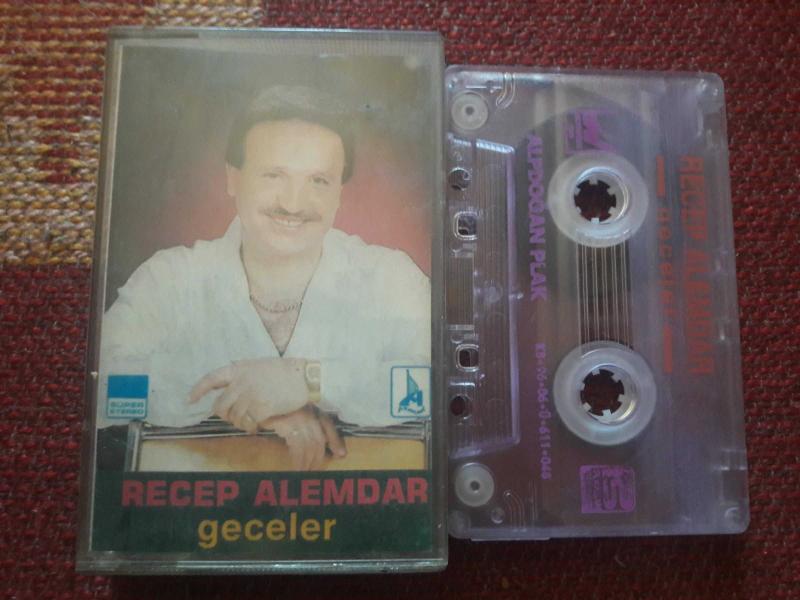 SUPER
STEREO
RECEP ALEMDAR
geceler
ALPDOĞAN PLAK
RECEP ALEMDAR
geceler